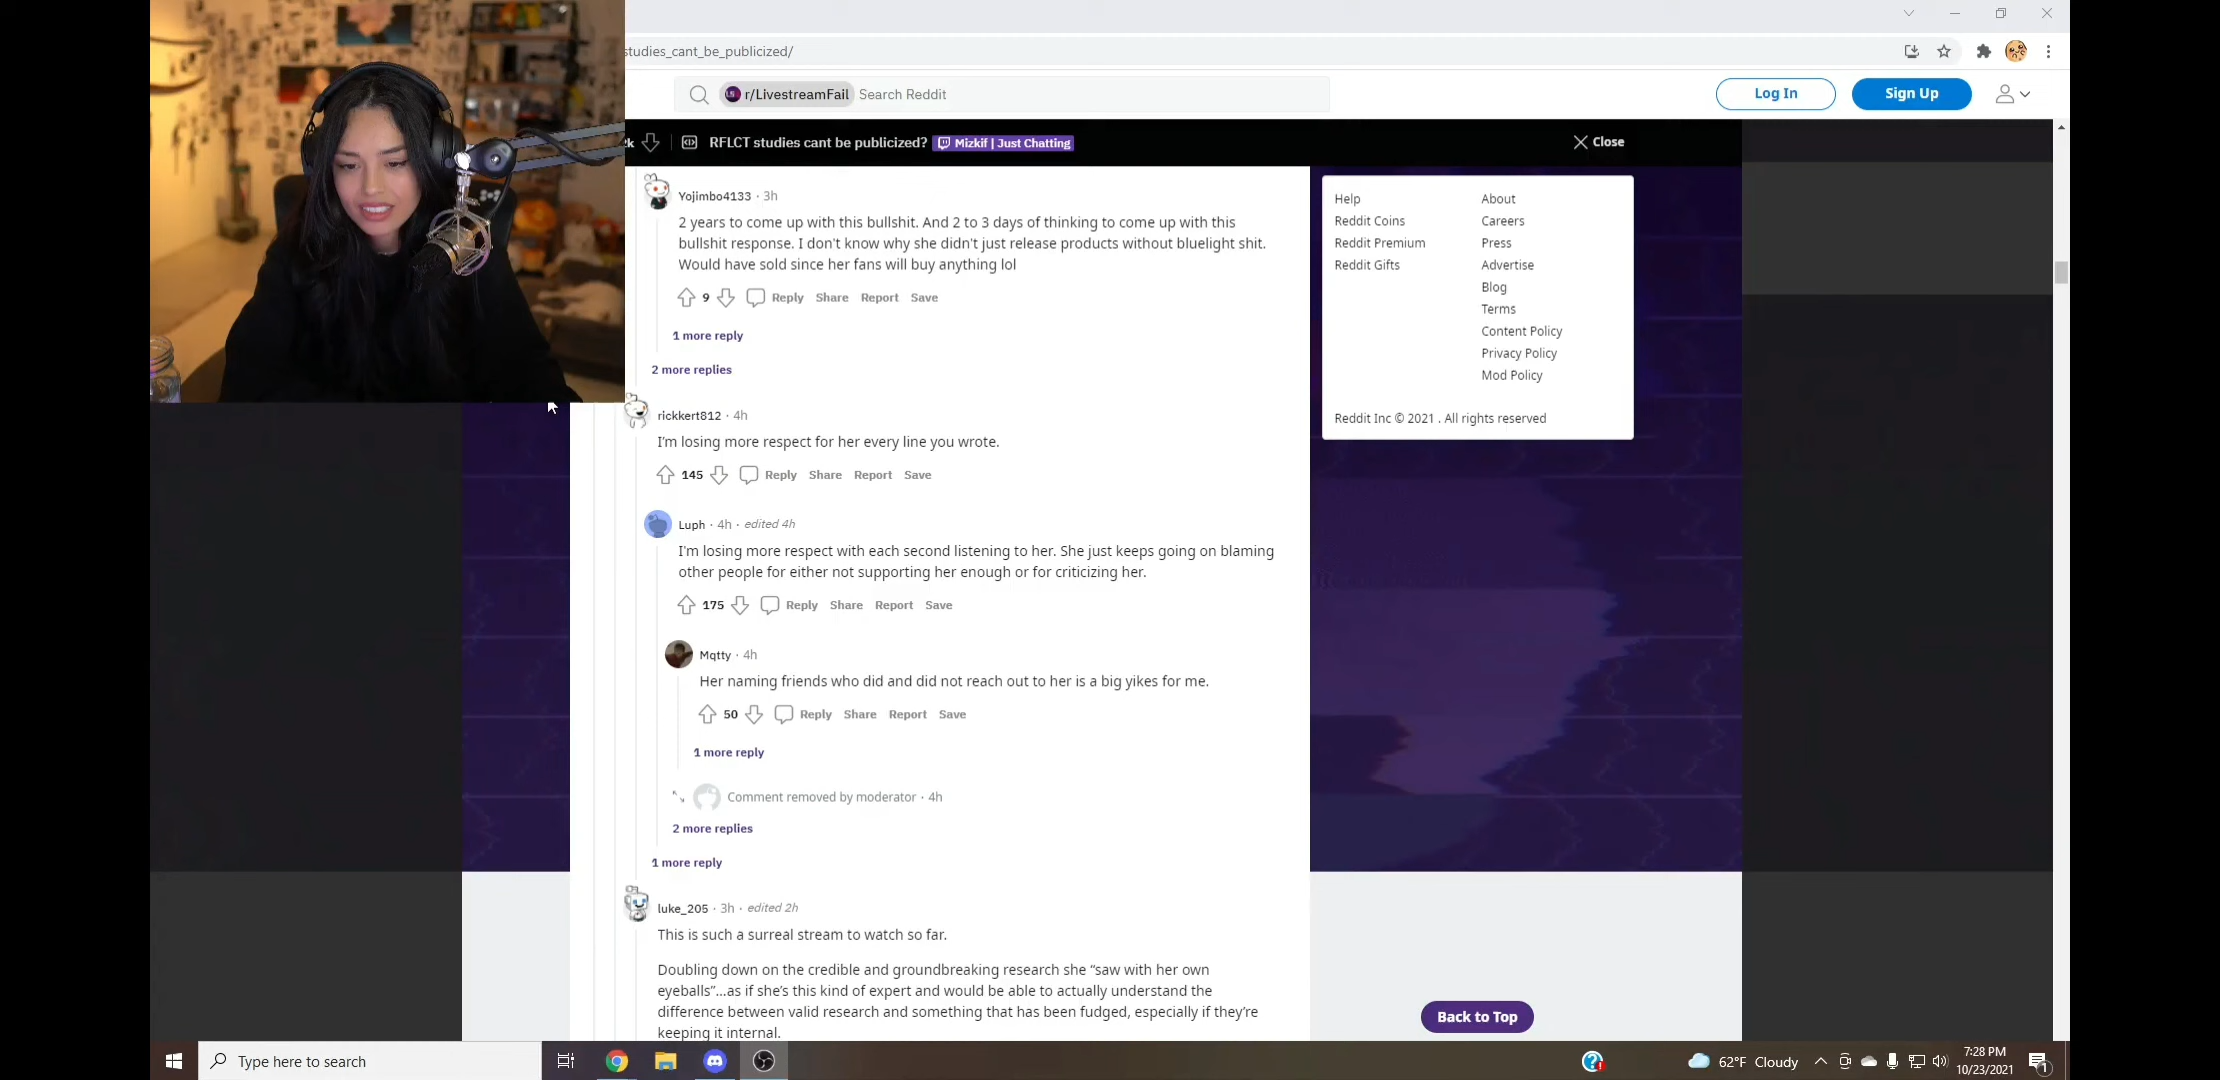 studies_cant_be_publicized/
r/LivestreamFail Search Reddit
Log In
Sign Up
RFLCT studies cant be publicized? Mizkif | Just Chatting
Close
Yojimbo4133 · 3h
2 years to come up with this bullshit. And 2 to 3 days of thinking to come up with this
bullshit response. I don't know why she didn't just release products without bluelight shit.
Would have sold since her fans will buy anything lol
9 Reply Share Report Save
1 more reply
2 more replies
rickkert812 · 4h
I'm losing more respect for her every line you wrote.
145 Reply Share Report Save
Luph · 4h · edited 4h
I'm losing more respect with each second listening to her. She just keeps going on blaming
other people for either not supporting her enough or for criticizing her.
175 Reply Share Report Save
Mqtty · 4h
Her naming friends who did and did not reach out to her is a big yikes for me.
50 Reply Share Report Save
1 more reply
Comment removed by moderator · 4h
2 more replies
1 more reply
luke_205 · 3h · edited 2h
This is such a surreal stream to watch so far.
Doubling down on the credible and groundbreaking research she “saw with her own
eyeballs”...as if she’s this kind of expert and would be able to actually understand the
difference between valid research and something that has been fudged, especially if they’re
keeping it internal.
Help
Reddit Coins
Reddit Premium
Reddit Gifts
About
Careers
Press
Advertise
Blog
Terms
Content Policy
Privacy Policy
Mod Policy
Reddit Inc © 2021 . All rights reserved
Back to Top
Type here to search
62°F Cloudy
7:28 PM
10/23/2021
1